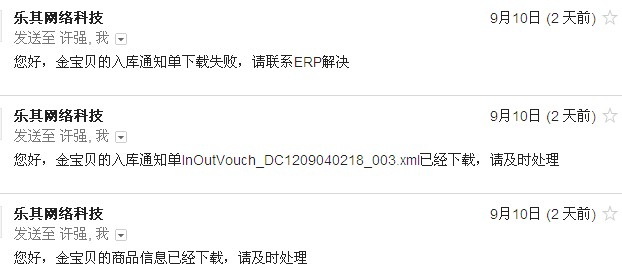 乐其网络科技 9月10日 (2 天前)
发送至 许强, 我
您好，金宝贝的入库通知单下载失败，请联系ERP解决
乐其网络科技 9月10日 (2 天前)
发送至 许强, 我
您好，金宝贝的入库通知单InOutVouch_DC1209040218_003.xml已经下载，请及时处理
乐其网络科技 9月10日 (2 天前)
发送至 许强, 我
您好，金宝贝的商品信息已经下载，请及时处理